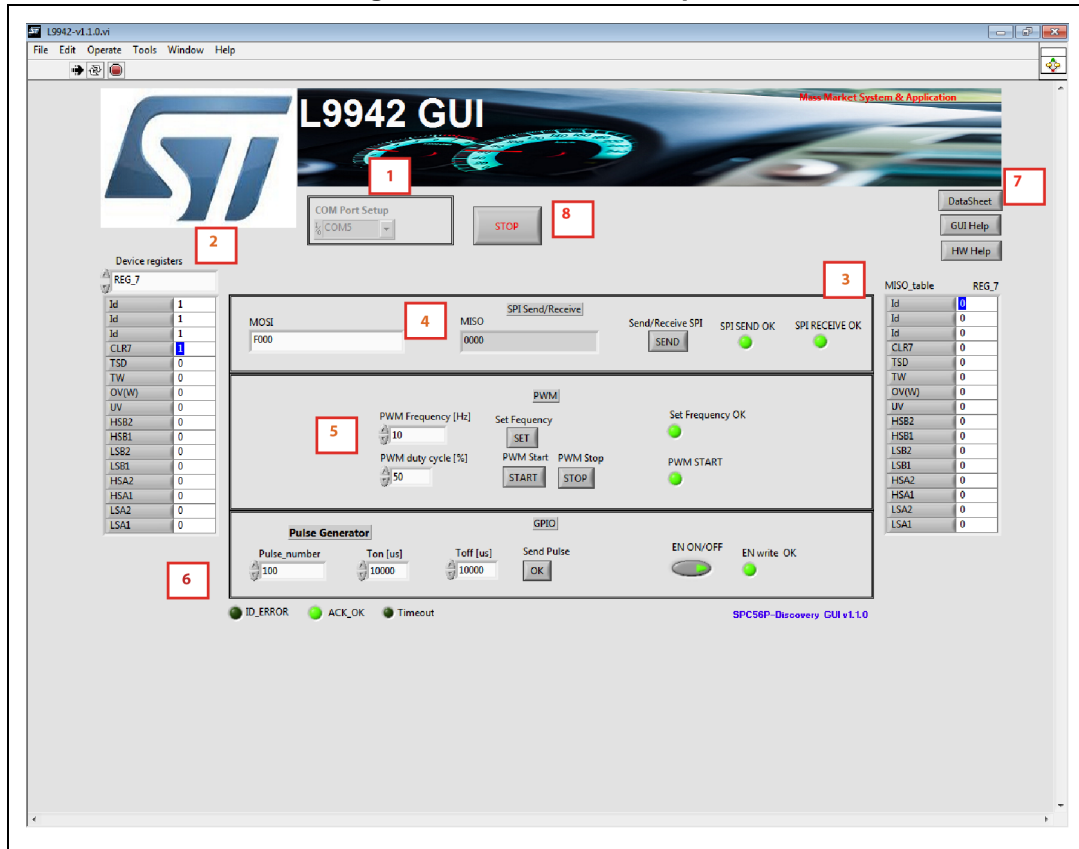 L9942-v1.1.0.vi
File Edit Operate Tools Window Help
L9942 GUI
Mass Market System & Application
1
7
COM Port Setup
COM5
STOP
8
DataSheet
GUI Help
HW Help
2
Device registers
REG_7
3
MISO_table REG_7
Id 1
Id 1
Id 1
CLR7 1
TSD 0
TW 0
OV(W) 0
UV 0
HSB2 0
HSB1 0
LSB2 0
LSB1 0
HSA2 0
HSA1 0
LSA2 0
LSA1 0
SPI Send/Receive
MOSI
F000
4
MISO
0000
Send/Receive SPI
SEND
SPI SEND OK
SPI RECEIVE OK
PWM
5
PWM Frequency [Hz]
10
Set Fequency
SET
Set Frequency OK
PWM duty cycle [%]
50
PWM Start PWM Stop
START STOP
PWM START
GPIO
Pulse Generator
Pulse_number
100
Ton [us]
10000
Toff [us]
10000
Send Pulse
OK
EN ON/OFF
EN write OK
6
ID_ERROR ACK_OK Timeout
SPC56P-Discovery GUI v1.1.0
Id 0
Id 0
Id 0
CLR7 0
TSD 0
TW 0
OV(W) 0
UV 0
HSB2 0
HSB1 0
LSB2 0
LSB1 0
HSA2 0
HSA1 0
LSA2 0
LSA1 0